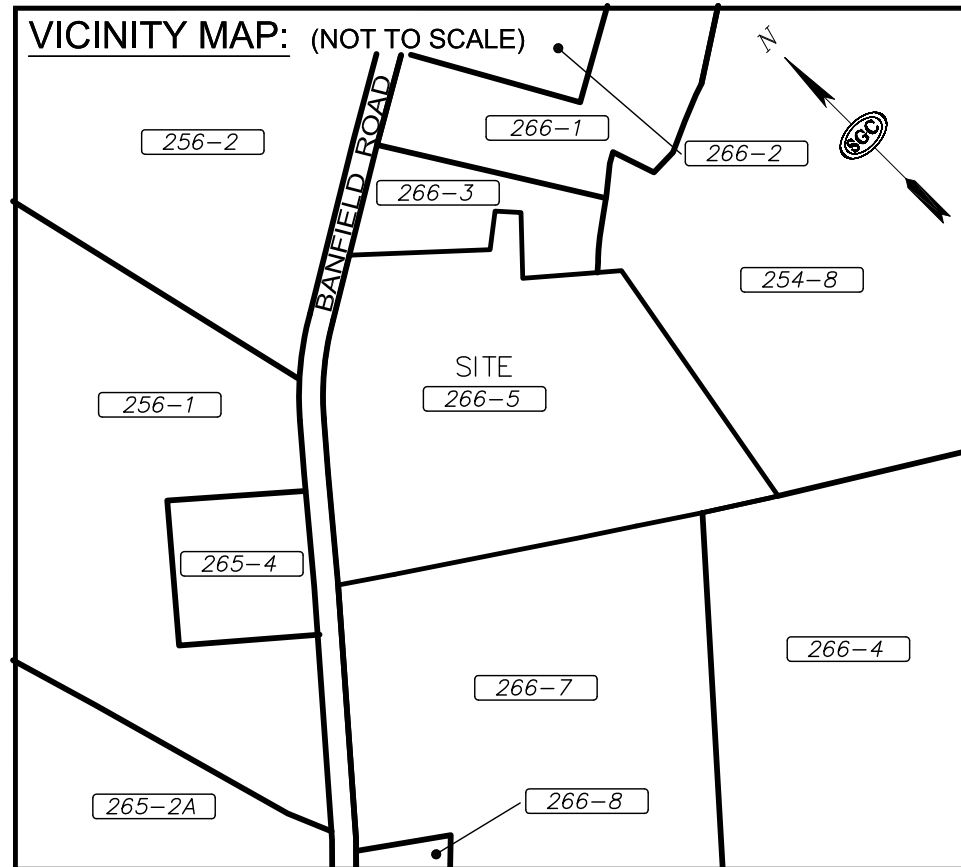 VICINITY MAP: (NOT TO SCALE)
N
SGC
256-2
BANFIELD ROAD
266-1
266-2
266-3
254-8
SITE
266-5
256-1
265-4
266-4
266-7
265-2A
266-8